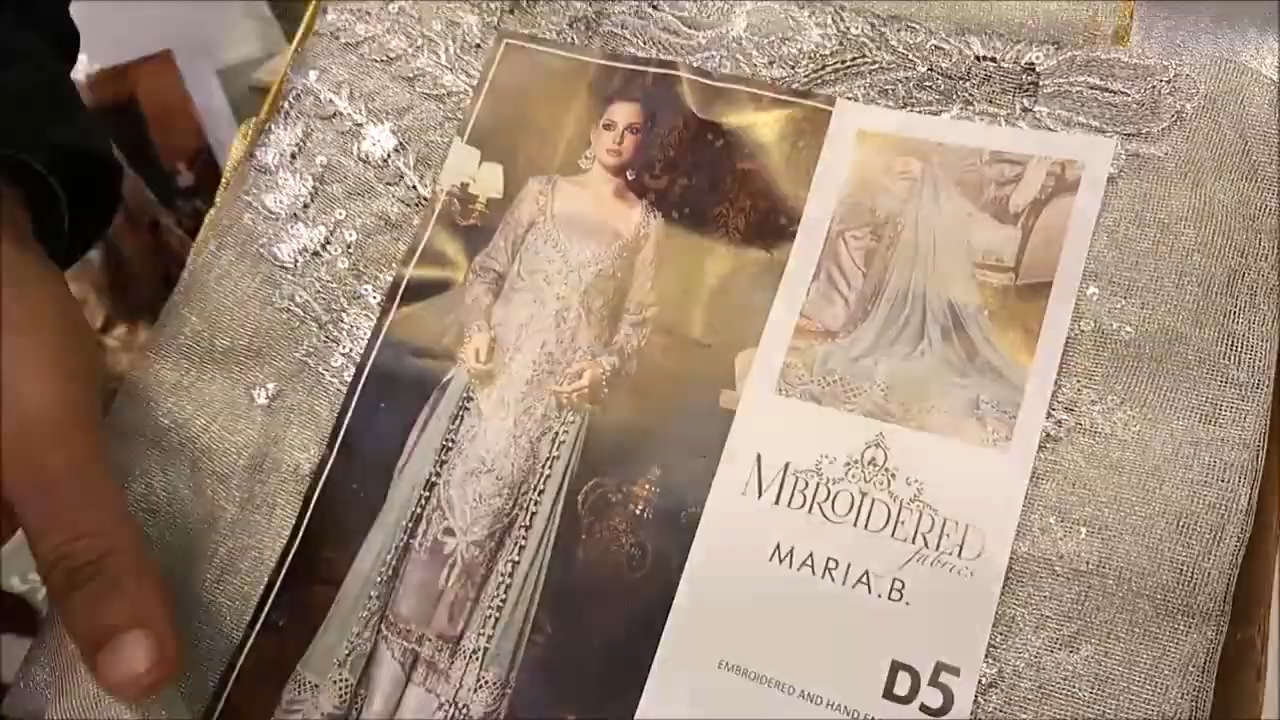 MBROIDERED
fabrics
MARIA.B.
D5
EMBROIDERED AND HAND